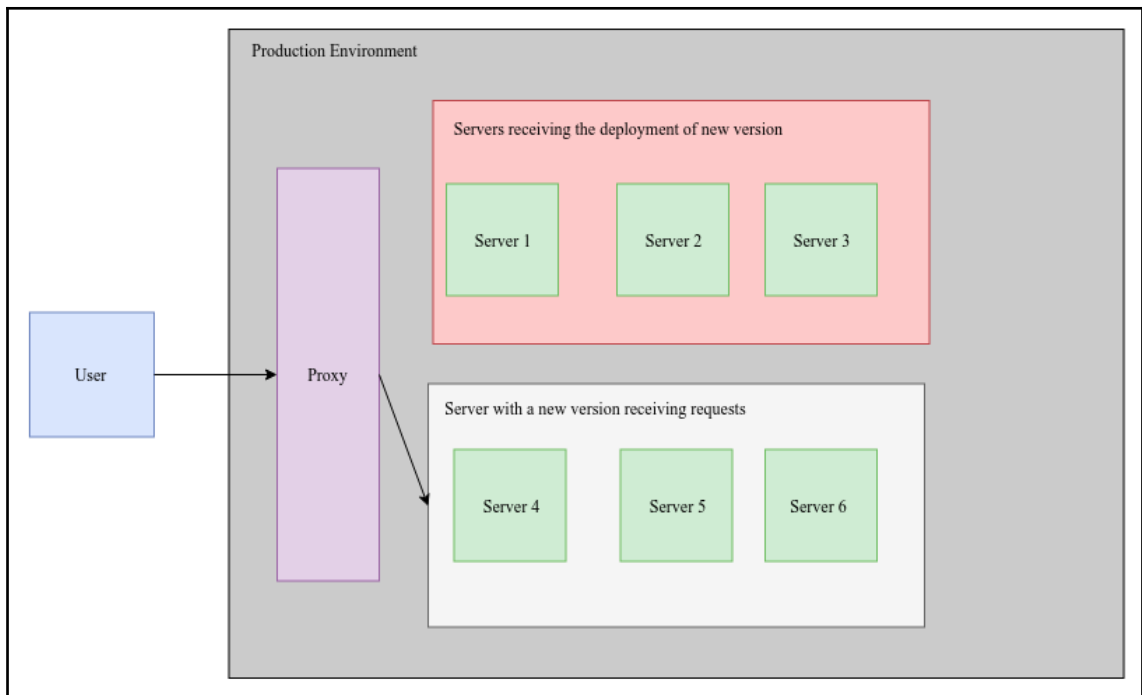 Production Environment
Servers receiving the deployment of new version
Server 1
Server 2
Server 3
User
Proxy
Server with a new version receiving requests
Server 4
Server 5
Server 6